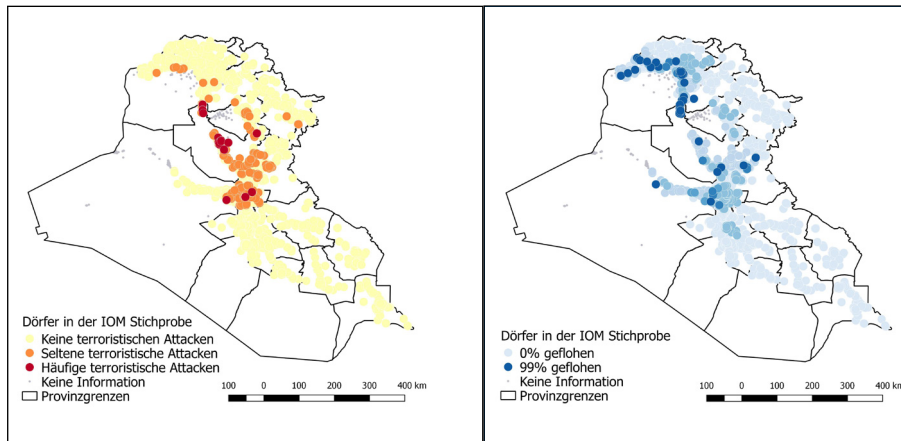 Dörfer in der IOM Stichprobe
Keine terroristischen Attacken
Seltene terroristische Attacken
Häufige terroristische Attacken
Keine Information
Provinzgrenzen
100 0 100 200 300 400 km
Dörfer in der IOM Stichprobe
0% geflohen
99% geflohen
Keine Information
Provinzgrenzen
100 0 100 200 300 400 km